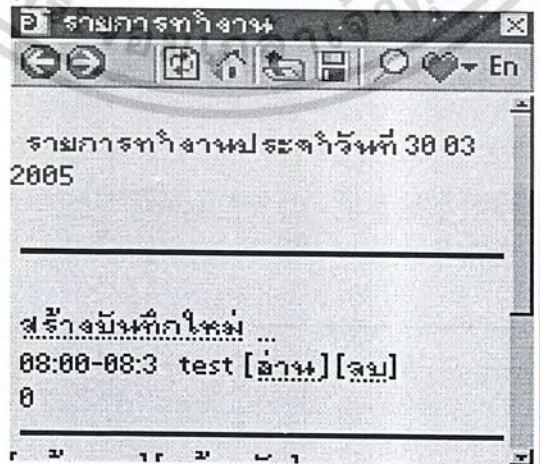 รายการทำงาน
En
รายการทำงานประจำวันที่ 30 03
2005
สร้างบันทึกใหม่ ...
08:00-08:3 test [อ่าน] [ลบ]
0